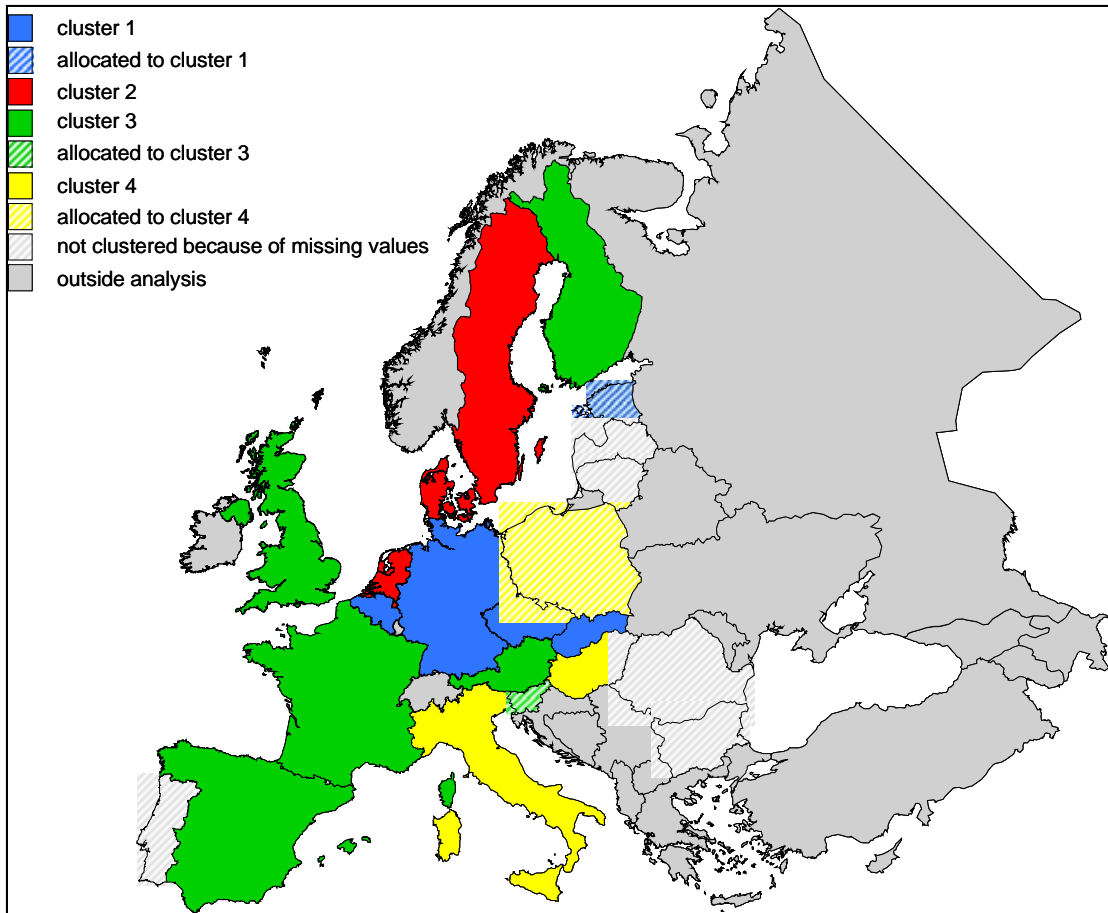 cluster 1
allocated to cluster 1
cluster 2
cluster 3
allocated to cluster 3
cluster 4
allocated to cluster 4
not clustered because of missing values
outside analysis